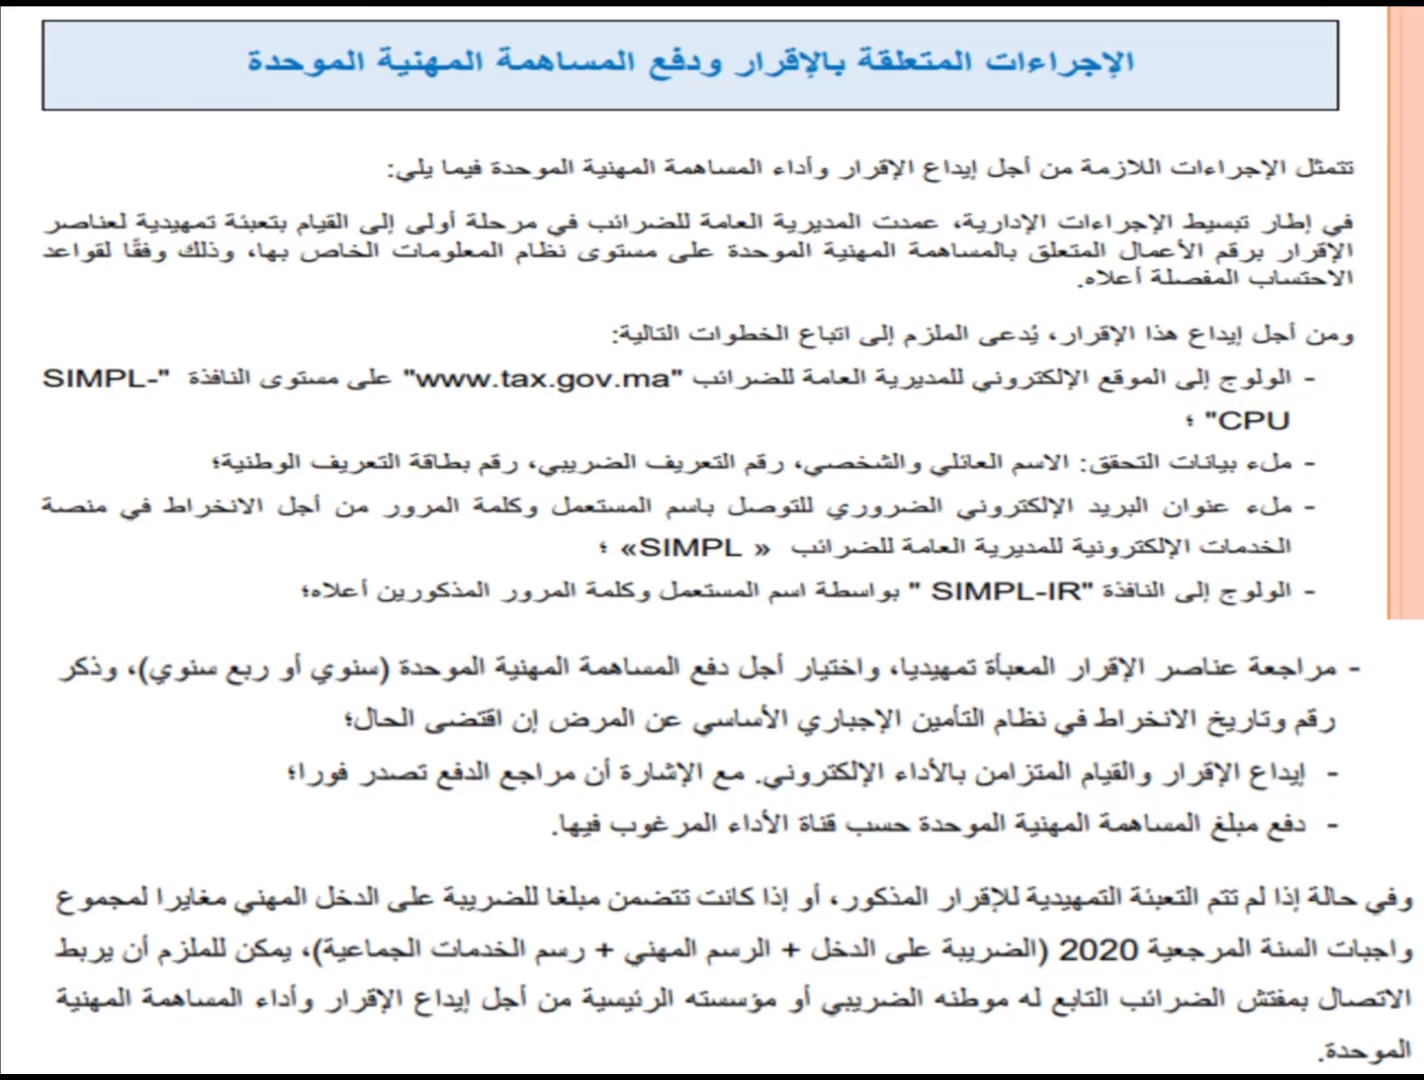 الإجراءات المتعلقة بالإقرار ودفع المساهمة المهنية الموحدة
تتمثل الإجراءات اللازمة من أجل إيداع الإقرار وأداء المساهمة المهنية الموحدة فيما يلي:
في إطار تبسيط الإجراءات الإدارية، عمدت المديرية العامة للضرائب في مرحلة أولى إلى القيام بتعبئة تمهيدية لعناصر
الإقرار برقم الأعمال المتعلق بالمساهمة المهنية الموحدة على مستوى نظام المعلومات الخاص بها، وذلك وفقًا لقواعد
الاحتساب المفصلة أعلاه.
ومن أجل إيداع هذا الإقرار، يُدعى الملزم إلى اتباع الخطوات التالية:
- الولوج إلى الموقع الإلكتروني للمديرية العامة للضرائب "www.tax.gov.ma" على مستوى النافذة "SIMPL-
CPU" ؛
- ملء بيانات التحقق: الاسم العائلي والشخصي، رقم التعريف الضريبي، رقم بطاقة التعريف الوطنية؛
- ملء عنوان البريد الإلكتروني الضروري للتوصل باسم المستعمل وكلمة المرور من أجل الانخراط في منصة
الخدمات الإلكترونية للمديرية العامة للضرائب « SIMPL» ؛
- الولوج إلى النافذة "SIMPL-IR " بواسطة اسم المستعمل وكلمة المرور المذكورين أعلاه؛
- مراجعة عناصر الإقرار المعبأة تمهيديا، واختيار أجل دفع المساهمة المهنية الموحدة (سنوي أو ربع سنوي)، وذكر
رقم وتاريخ الانخراط في نظام التأمين الإجباري الأساسي عن المرض إن اقتضى الحال؛
- إيداع الإقرار والقيام المتزامن بالأداء الإلكتروني. مع الإشارة أن مراجع الدفع تصدر فورا؛
- دفع مبلغ المساهمة المهنية الموحدة حسب قناة الأداء المرغوب فيها.
وفي حالة إذا لم تتم التعبئة التمهيدية للإقرار المذكور، أو إذا كانت تتضمن مبلغا للضريبة على الدخل المهني مغايرا لمجموع
واجبات السنة المرجعية 2020 (الضريبة على الدخل + الرسم المهني + رسم الخدمات الجماعية)، يمكن للملزم أن يربط
الاتصال بمفتش الضرائب التابع له موطنه الضريبي أو مؤسسته الرئيسية من أجل إيداع الإقرار وأداء المساهمة المهنية
الموحدة.